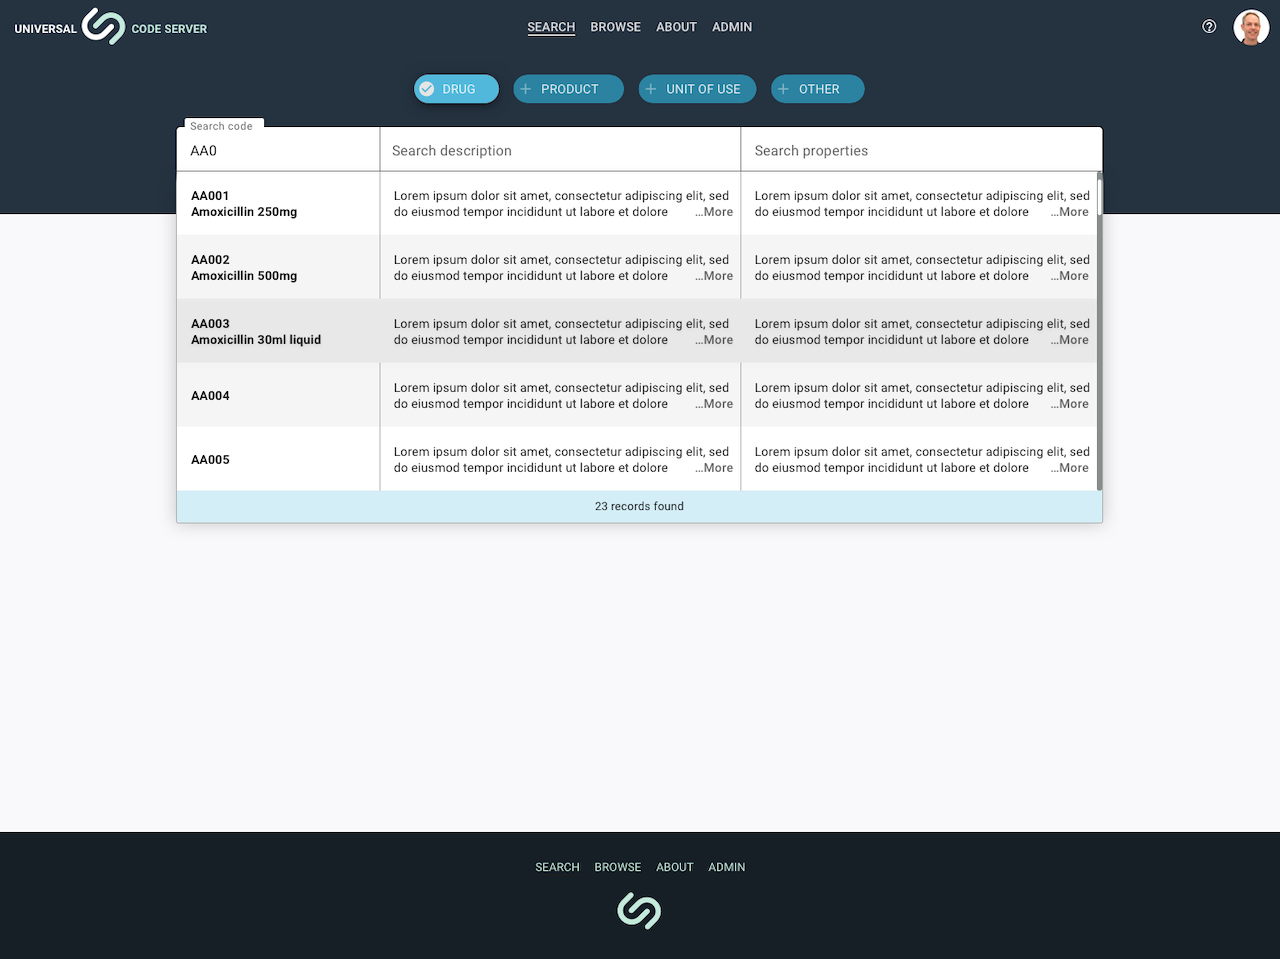 UNIVERSAL CODE SERVER
SEARCH BROWSE ABOUT ADMIN
DRUG PRODUCT UNIT OF USE OTHER
Search code
AA0 Search description Search properties
AA001
Amoxicillin 250mg
Lorem ipsum dolor sit amet, consectetur adipiscing elit, sed
do eiusmod tempor incididunt ut labore et dolore ...More
Lorem ipsum dolor sit amet, consectetur adipiscing elit, sed
do eiusmod tempor incididunt ut labore et dolore ...More
AA002
Amoxicillin 500mg
Lorem ipsum dolor sit amet, consectetur adipiscing elit, sed
do eiusmod tempor incididunt ut labore et dolore ...More
Lorem ipsum dolor sit amet, consectetur adipiscing elit, sed
do eiusmod tempor incididunt ut labore et dolore ...More
AA003
Amoxicillin 30ml liquid
Lorem ipsum dolor sit amet, consectetur adipiscing elit, sed
do eiusmod tempor incididunt ut labore et dolore ...More
Lorem ipsum dolor sit amet, consectetur adipiscing elit, sed
do eiusmod tempor incididunt ut labore et dolore ...More
AA004
Lorem ipsum dolor sit amet, consectetur adipiscing elit, sed
do eiusmod tempor incididunt ut labore et dolore ...More
Lorem ipsum dolor sit amet, consectetur adipiscing elit, sed
do eiusmod tempor incididunt ut labore et dolore ...More
AA005
Lorem ipsum dolor sit amet, consectetur adipiscing elit, sed
do eiusmod tempor incididunt ut labore et dolore ...More
Lorem ipsum dolor sit amet, consectetur adipiscing elit, sed
do eiusmod tempor incididunt ut labore et dolore ...More
23 records found
SEARCH BROWSE ABOUT ADMIN